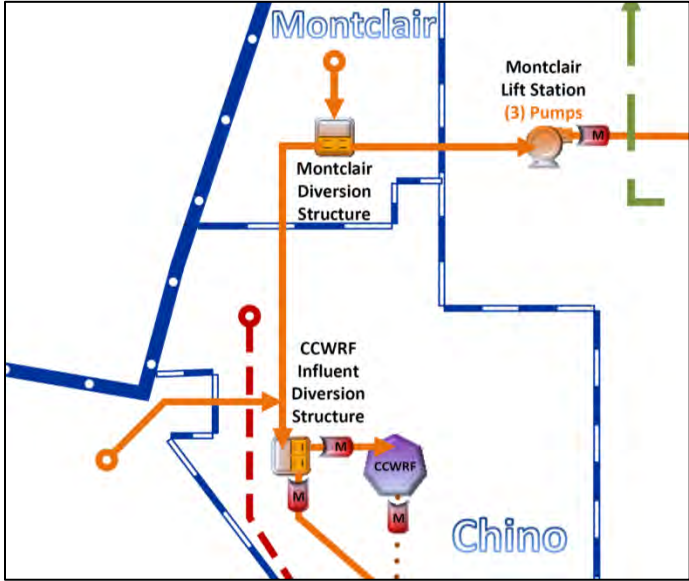 Montclair
Montclair
Lift Station
(3) Pumps
M
Montclair
Diversion
Structure
CCWRF
Influent
Diversion
Structure
M
CCWRF
M
M
Chino